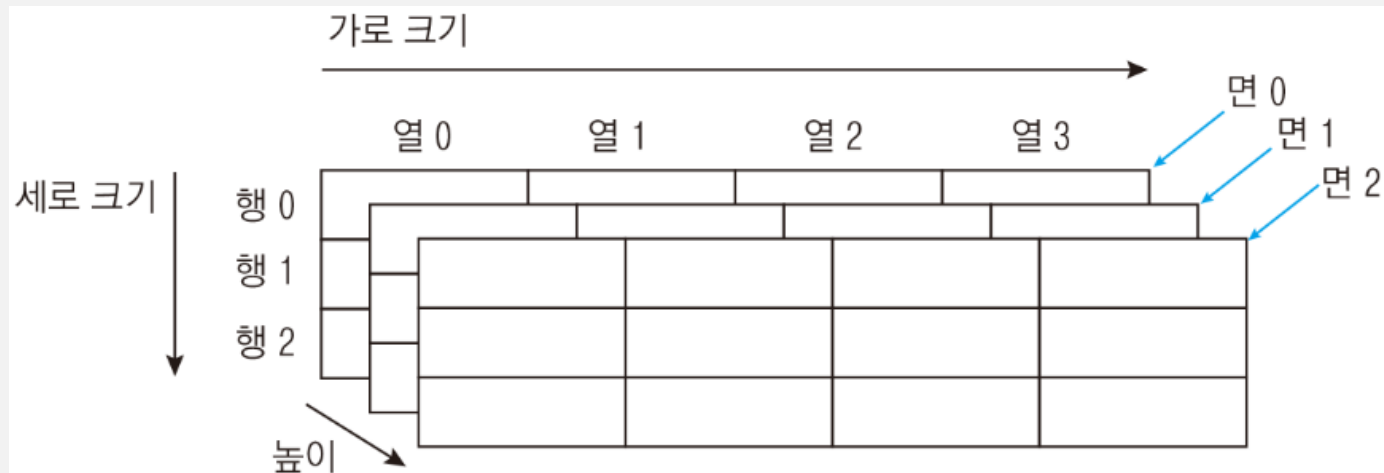 가로 크기
면 0
열 0 열 1 열 2 열 3 면 1
세로 크기 행 0 면 2
행 1
행 2
높이